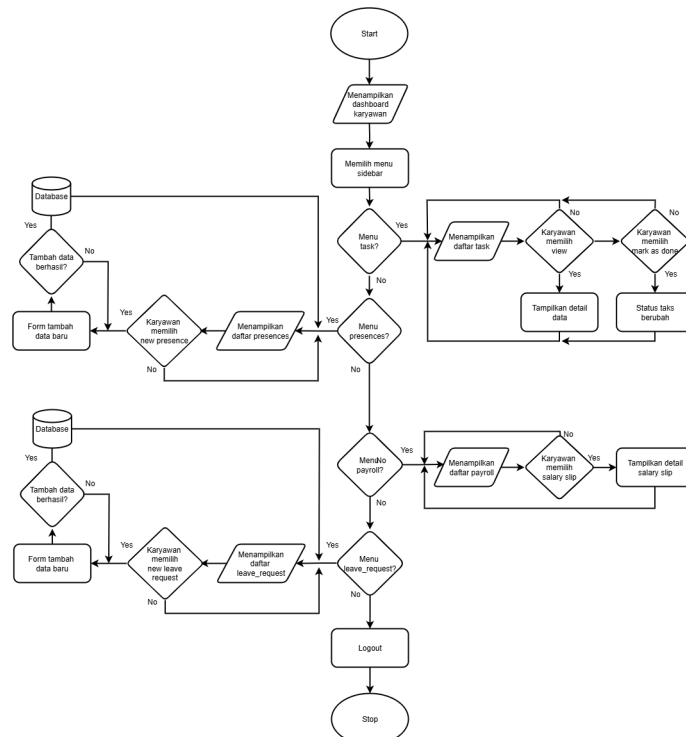 Start
Menampilkan
dashboard
karyawan
Memilih menu
sidebar
Database
Yes
Tambah data
berhasil?
No
Form tambah
data baru
Yes
Karyawan
memilih
new presence
No
Menampilkan
daftar presences
Yes
Menu
task?
Yes
No
Menu
presences?
No
Menampilkan
daftar task
Karyawan
memilih
view
No
Yes
Karyawan
memilih
mark as done
No
Yes
Tampilkan detail
data
Status taks
berubah
Database
Yes
Tambah data
berhasil?
No
Form tambah
data baru
Yes
Karyawan
memilih
new leave
request
No
Menampilkan
daftar
leave_request
Yes
MenuNo
payroll?
Yes
No
Menu
leave_request?
No
Menampilkan
daftar payroll
No
Karyawan
memilih
salary slip
Yes
Tampilkan detail
salary slip
Logout
Stop